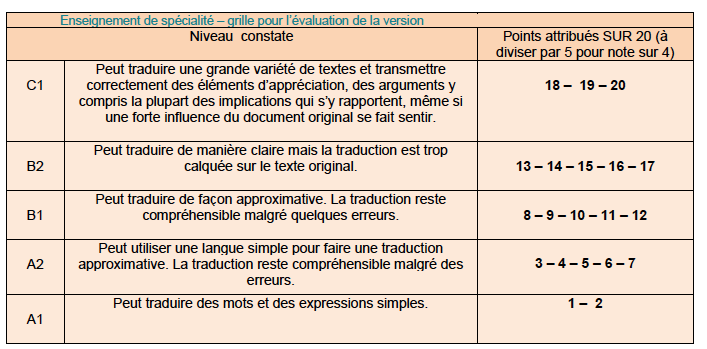 Enseignement de spécialité – grille pour l'évaluation de la version
Niveau constate
Points attribués SUR 20 (à
diviser par 5 pour note sur 4)
C1
Peut traduire une grande variété de textes et transmettre
correctement des éléments d'appréciation, des arguments y
compris la plupart des implications qui s'y rapportent, même si
une forte influence du document original se fait sentir.
18 – 19 – 20
B2
Peut traduire de manière claire mais la traduction est trop
calquée sur le texte original.
13 – 14 – 15 – 16 – 17
B1
Peut traduire de façon approximative. La traduction reste
compréhensible malgré quelques erreurs.
8 – 9 – 10 – 11 – 12
A2
Peut utiliser une langue simple pour faire une traduction
approximative. La traduction reste compréhensible malgré des
erreurs.
3 – 4 – 5 – 6 – 7
A1
Peut traduire des mots et des expressions simples.
1 – 2